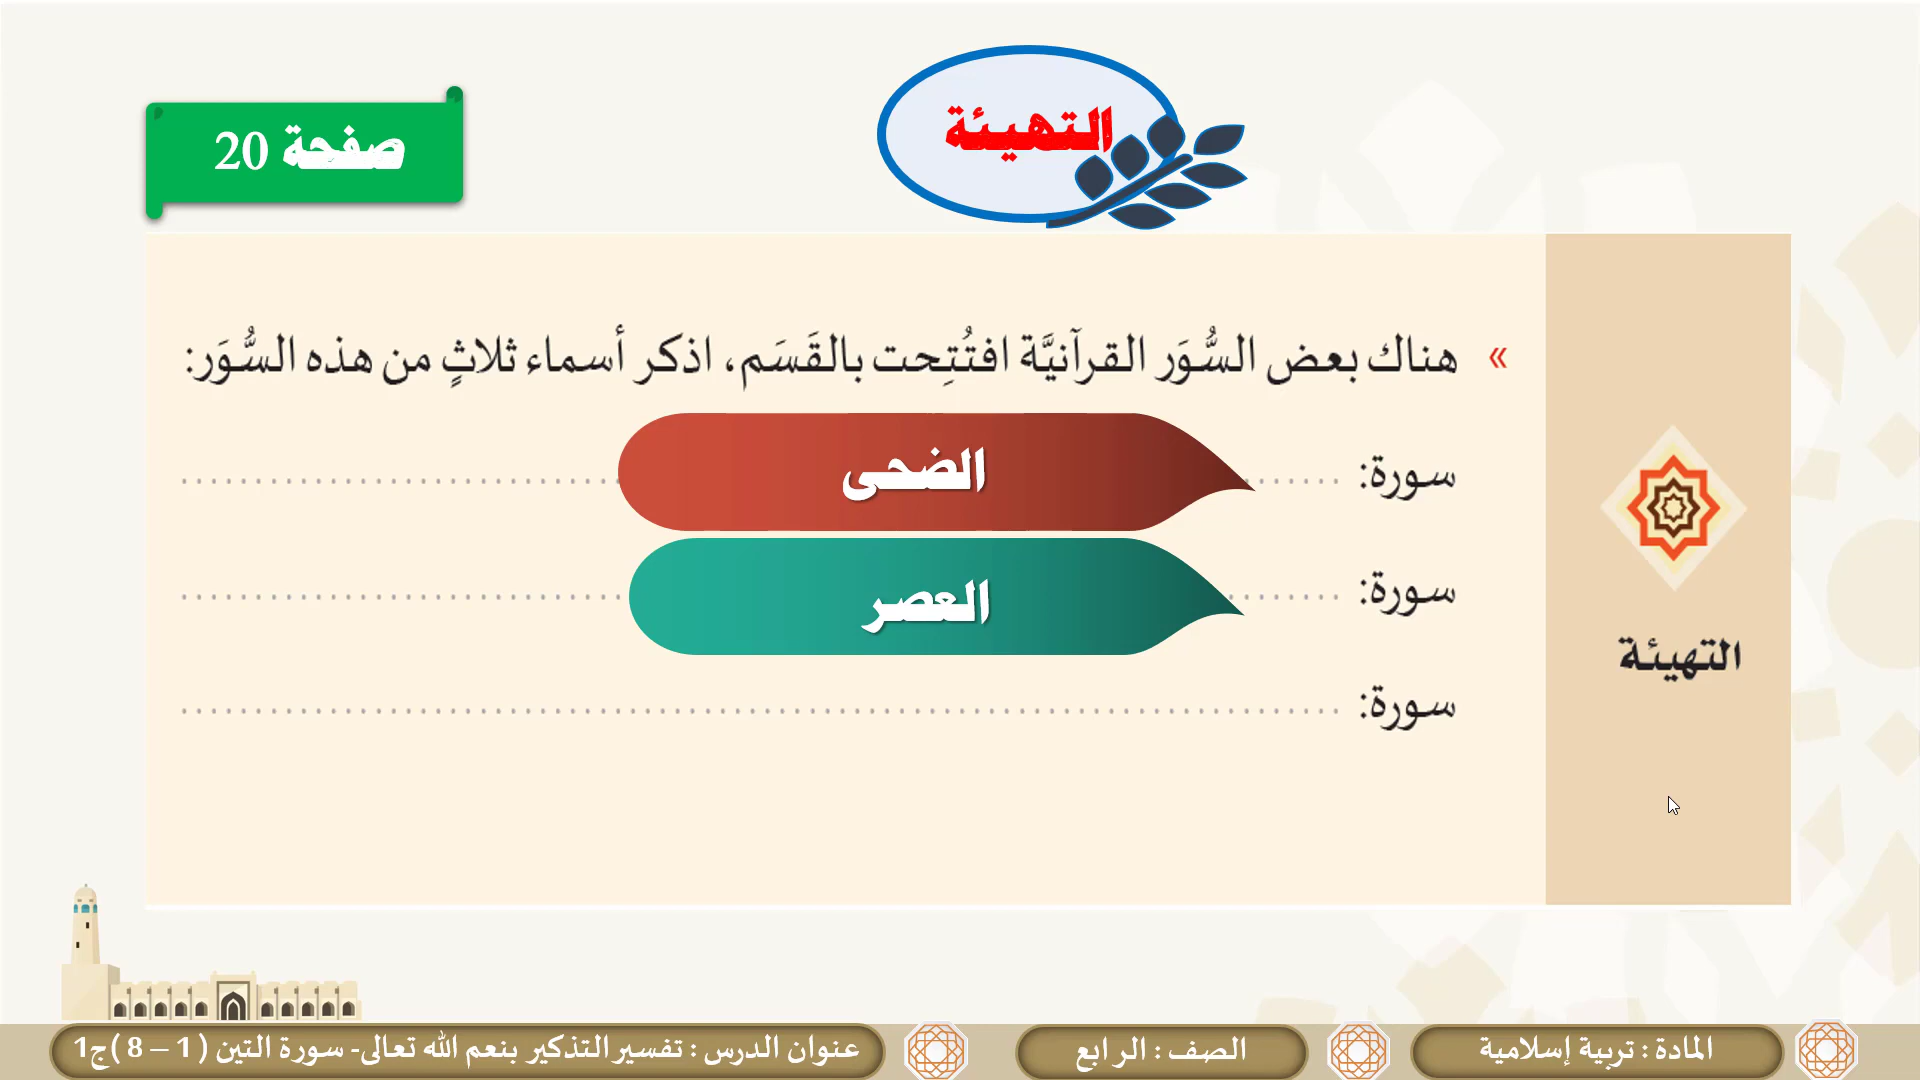 التهيئة
صفحة 20
» هناك بعض السُّوَر القرآنيَّة افتُتِحت بالقَسَم، اذكر أسماء ثلاثٍ من هذه السُّوَر:
سورة: الضحى
سورة: العصر
سورة:
التهيئة
المادة : تربية إسلامية
الصف : الرابع
عنوان الدرس : تفسير التذكير بنعم الله تعالى- سورة التين ( 1 – 8 )ج1